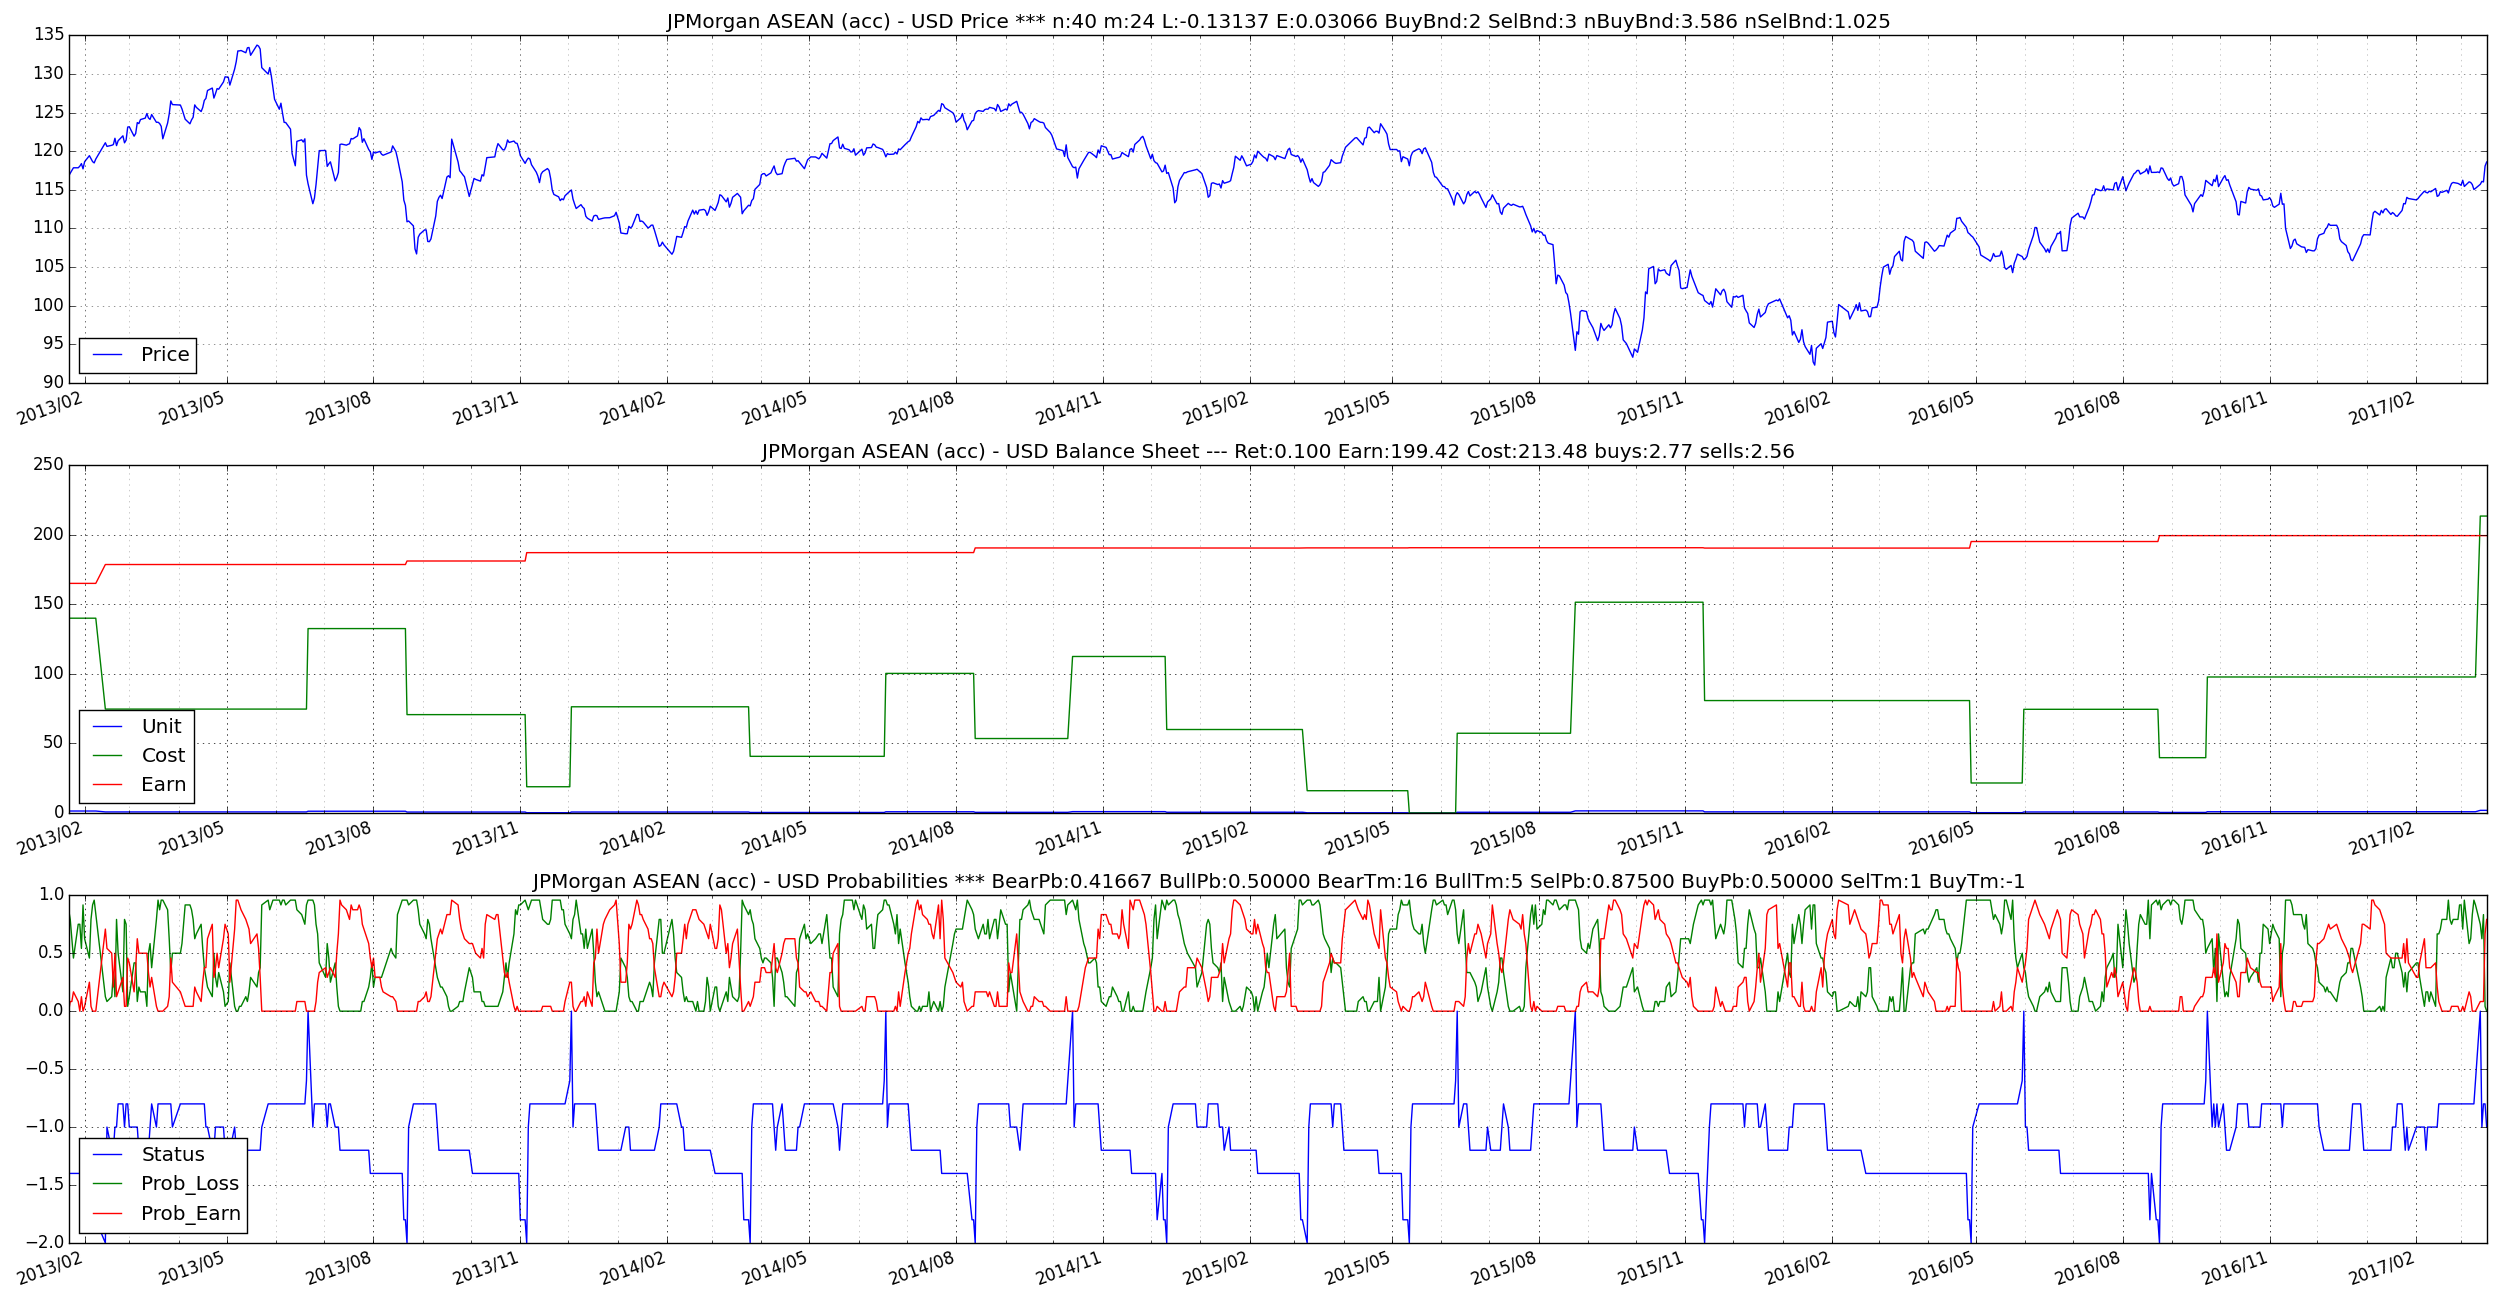 JPMorgan ASEAN (acc) - USD Price *** n:40 m:24 L:-0.13137 E:0.03066 BuyBnd:2 SelBnd:3 nBuyBnd:3.586 nSelBnd:1.025
135
130
125
120
115
110
105
100
95
90
Price
2013/02 2013/05 2013/08 2013/11 2014/02 2014/05 2014/08 2014/11 2015/02 2015/05 2015/08 2015/11 2016/02 2016/05 2016/08 2016/11 2017/02
JPMorgan ASEAN (acc) - USD Balance Sheet --- Ret:0.100 Earn:199.42 Cost:213.48 buys:2.77 sells:2.56
250
200
150
100
50
0
Unit
Cost
Earn
2013/02 2013/05 2013/08 2013/11 2014/02 2014/05 2014/08 2014/11 2015/02 2015/05 2015/08 2015/11 2016/02 2016/05 2016/08 2016/11 2017/02
JPMorgan ASEAN (acc) - USD Probabilities *** BearPb:0.41667 BullPb:0.50000 BearTm:16 BullTm:5 SelPb:0.87500 BuyPb:0.50000 SelTm:1 BuyTm:-1
1.0
0.5
0.0
−0.5
−1.0
−1.5
−2.0
Status
Prob_Loss
Prob_Earn
2013/02 2013/05 2013/08 2013/11 2014/02 2014/05 2014/08 2014/11 2015/02 2015/05 2015/08 2015/11 2016/02 2016/05 2016/08 2016/11 2017/02